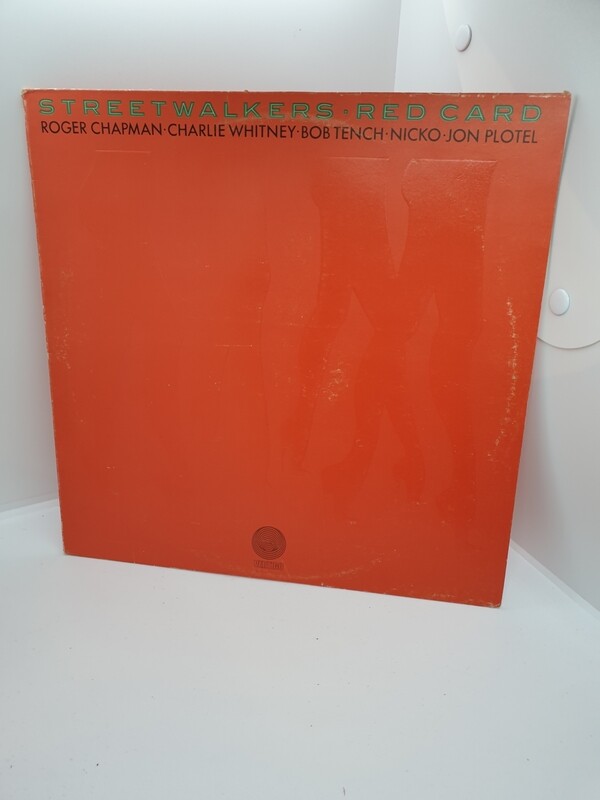 STREETWALKERS · RED CARD
ROGER CHAPMAN·CHARLIE WHITNEY·BOB TENCH·NICKO·JON PLOTEL